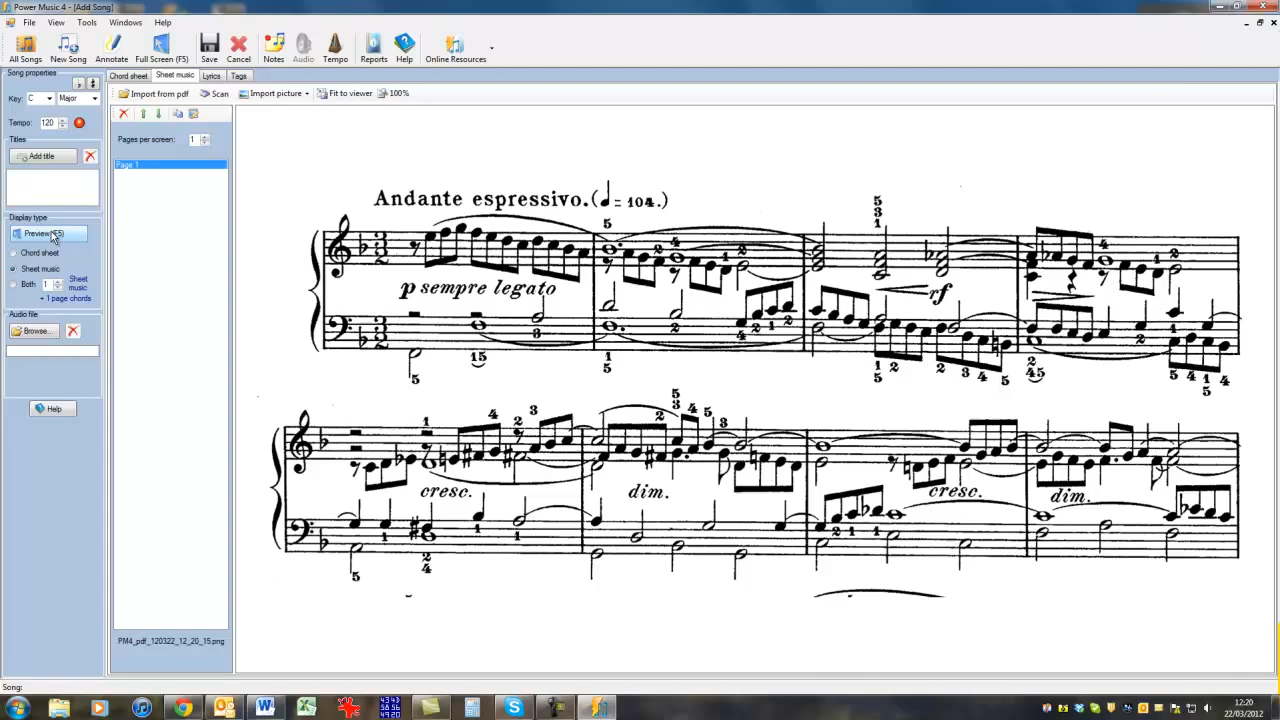 Power Music 4 - [Add Song]
File View Tools Windows Help
All Songs New Song Annotate Full Screen (F5) Save Cancel Notes Audio Tempo Reports Help Online Resources
Song properties
Chord sheet Sheet music Lyrics Tags
Key: C Major
Import from pdf Scan Import picture Fit to viewer 100%
Tempo: 120
Pages per screen: 1
Titles
Add title
Page 1
Andante espressivo. ( = 104.)
Display type
Preview (F5)
Chord sheet
Sheet music
Both 1 Sheet music
+ 1 page chords
p sempre legato
rf
Audio file
Browse...
Help
cresc. dim. cresc. dim.
PM4_pdf_120322_12_20_15.png
Song:
12:20
22/03/2012